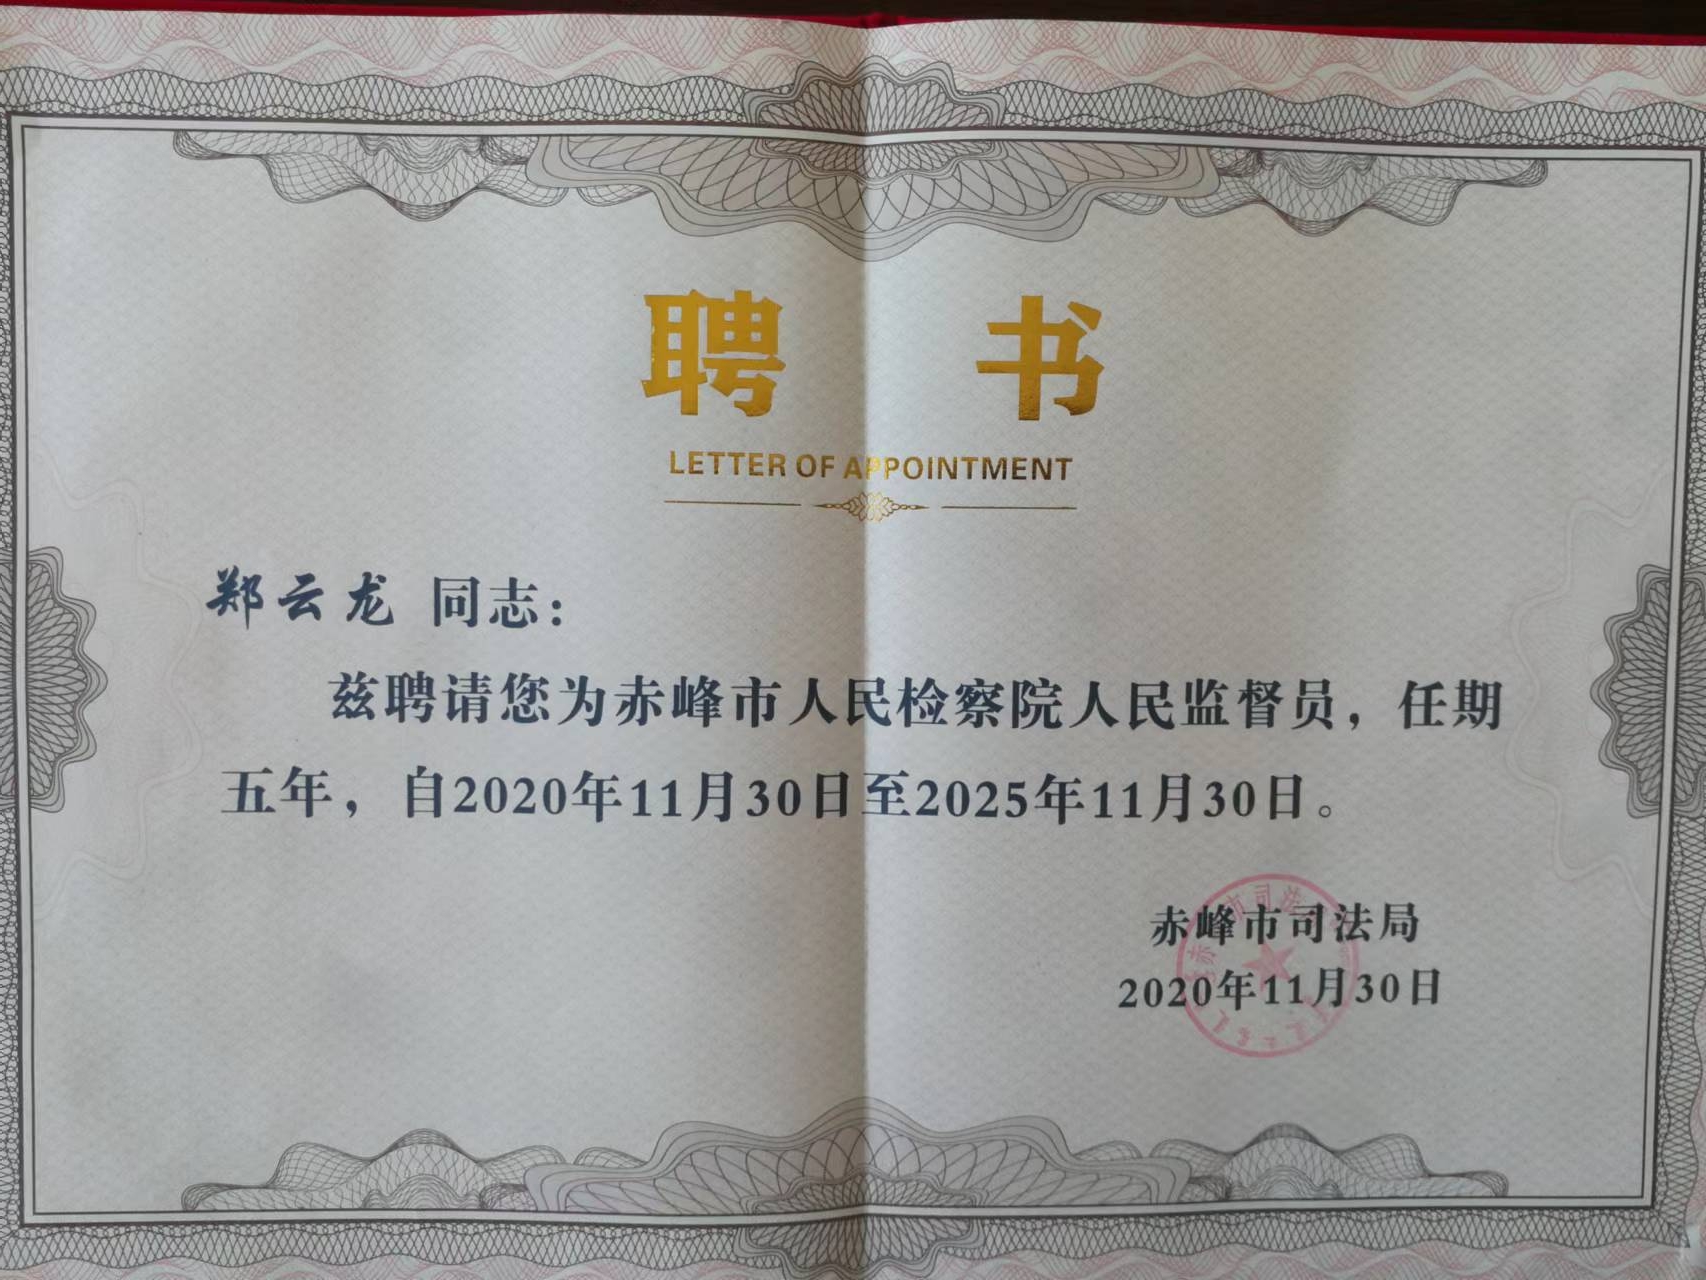 聘 书
LETTER OF APPOINTMENT
郑云龙 同志：
兹聘请您为赤峰市人民检察院人民监督员，任期
五年，自2020年11月30日至2025年11月30日。
赤峰市司法局
2020年11月30日